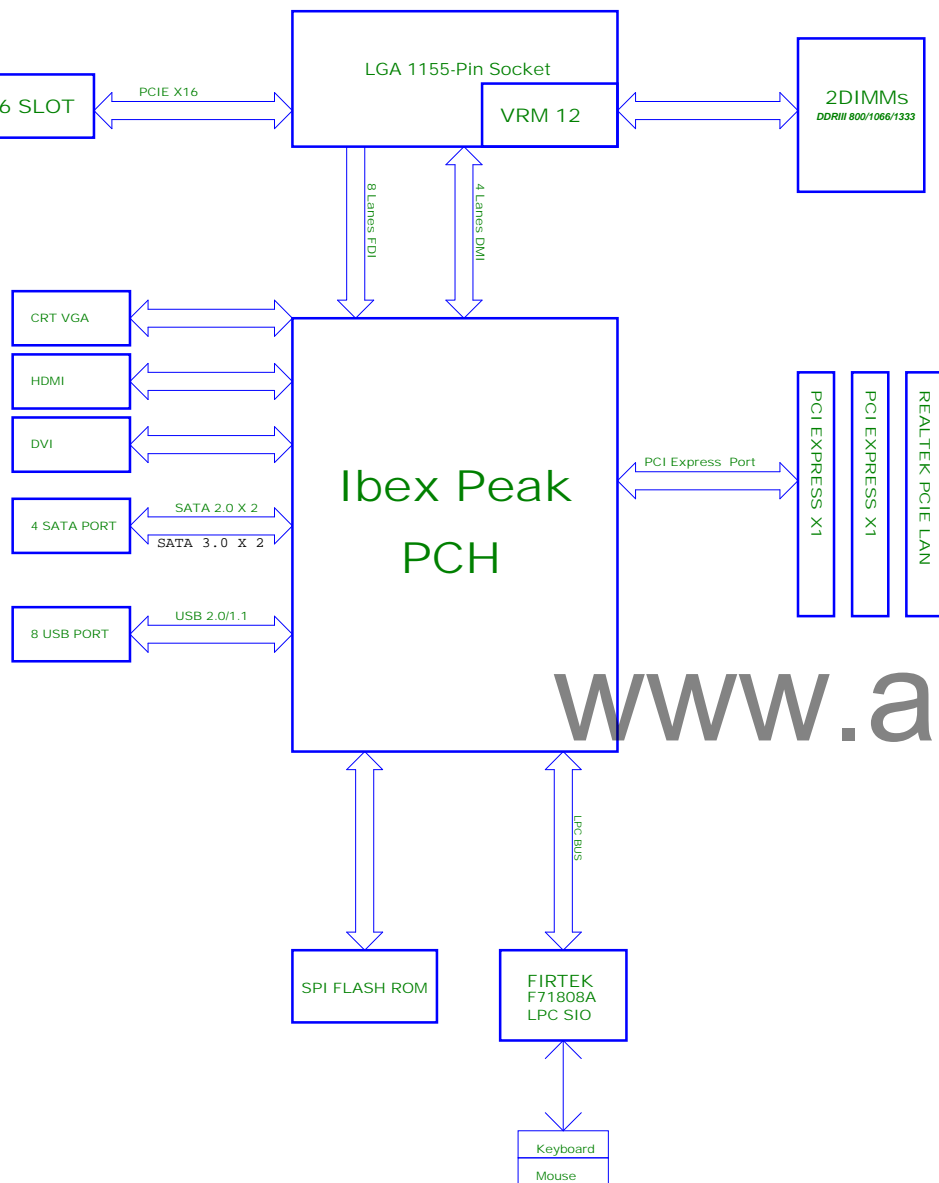 LGA 1155-Pin Socket
VRM 12
PCIE X16
6 SLOT
2DIMMs
DDRIII 800/1066/1333
8 Lanes FDI
4 Lanes DMI
CRT VGA
HDMI
DVI
4 SATA PORT
SATA 2.0 X 2
SATA 3.0 X 2
8 USB PORT
USB 2.0/1.1
Ibex Peak
PCH
PCI Express Port
PCI EXPRESS X1
PCI EXPRESS X1
REALTEK PCIE LAN
www.a
LPC BUS
SPI FLASH ROM
FIRTEK
F71808A
LPC SIO
Keyboard
Mouse